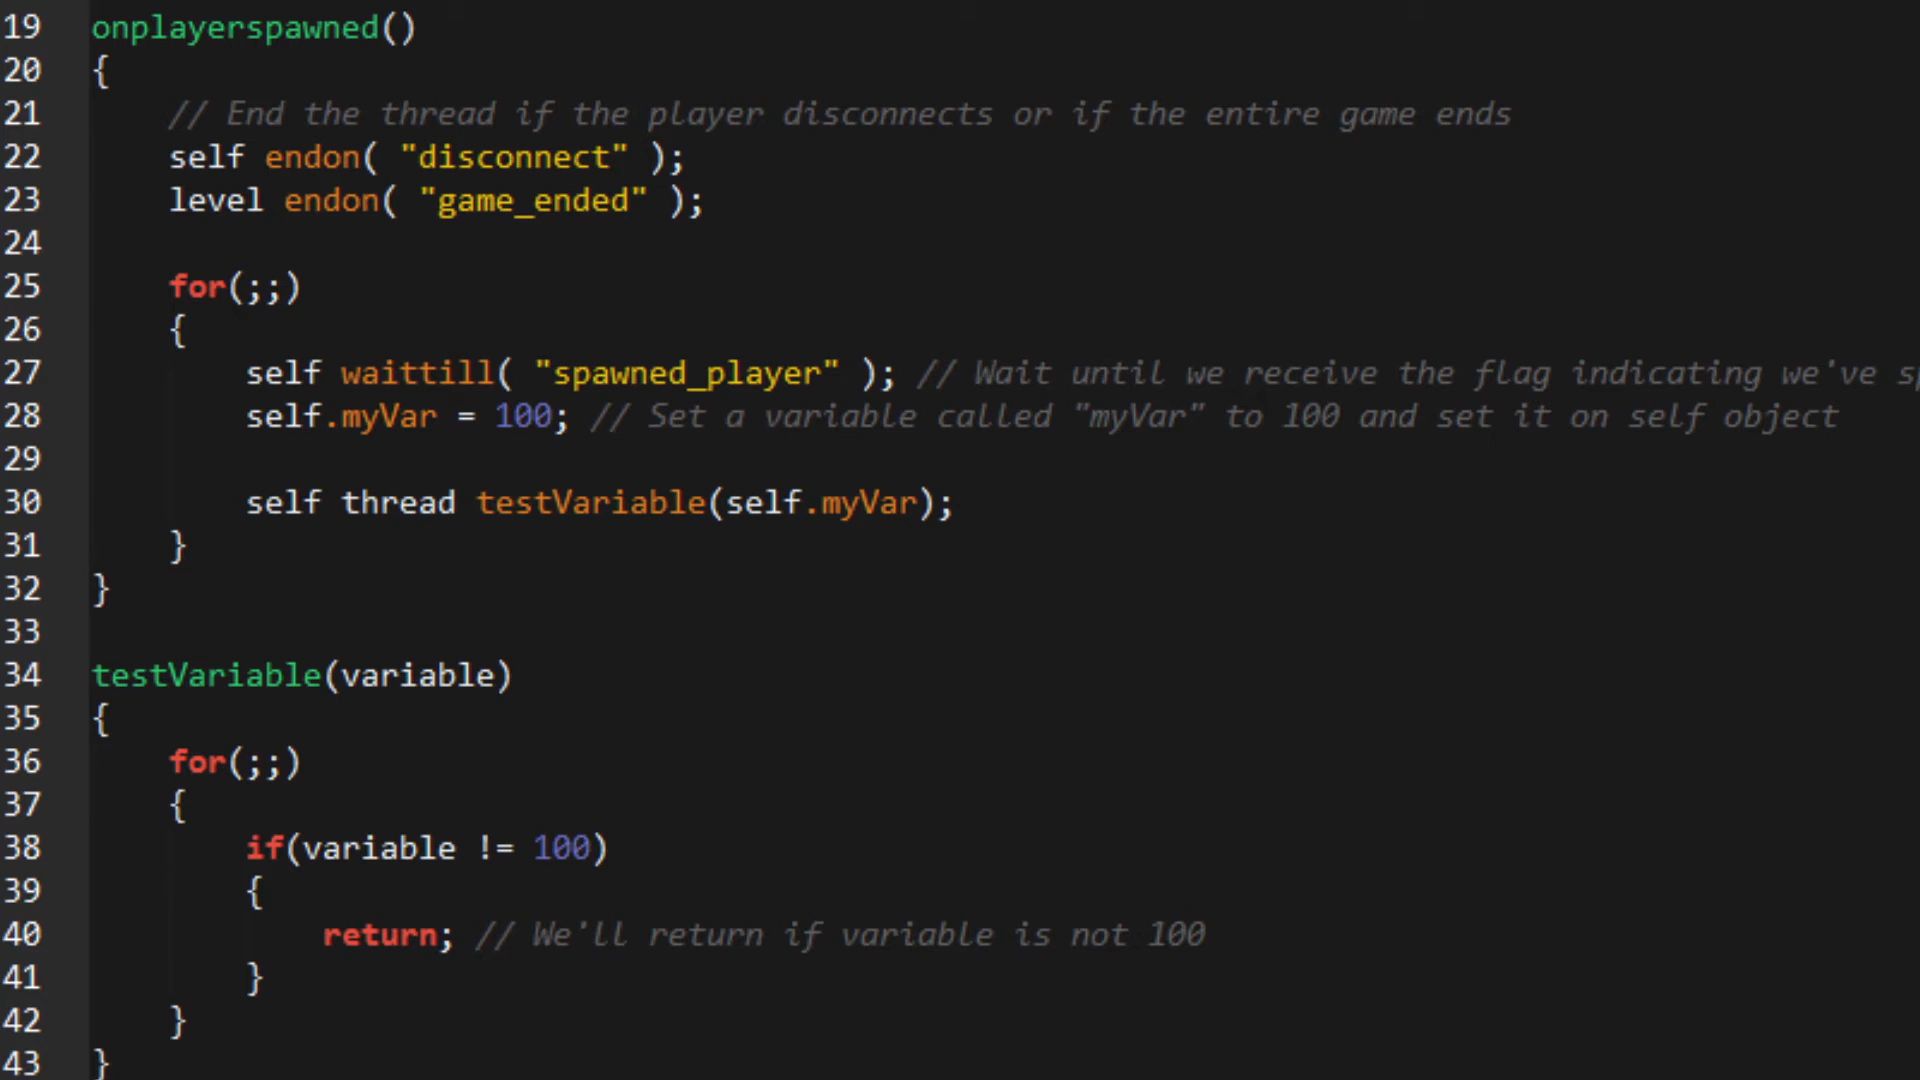 19 onplayerspawned()
20 {
21 // End the thread if the player disconnects or if the entire game ends
22 self endon( "disconnect" );
23 level endon( "game_ended" );
24
25 for(;;)
26 {
27 self waittill( "spawned_player" ); // Wait until we receive the flag indicating we've
28 self.myVar = 100; // Set a variable called "myVar" to 100 and set it on self object
29
30 self thread testVariable(self.myVar);
31 }
32 }
33
34 testVariable(variable)
35 {
36 for(;;)
37 {
38 if(variable != 100)
39 {
40 return; // We'll return if variable is not 100
41 }
42 }
43 }